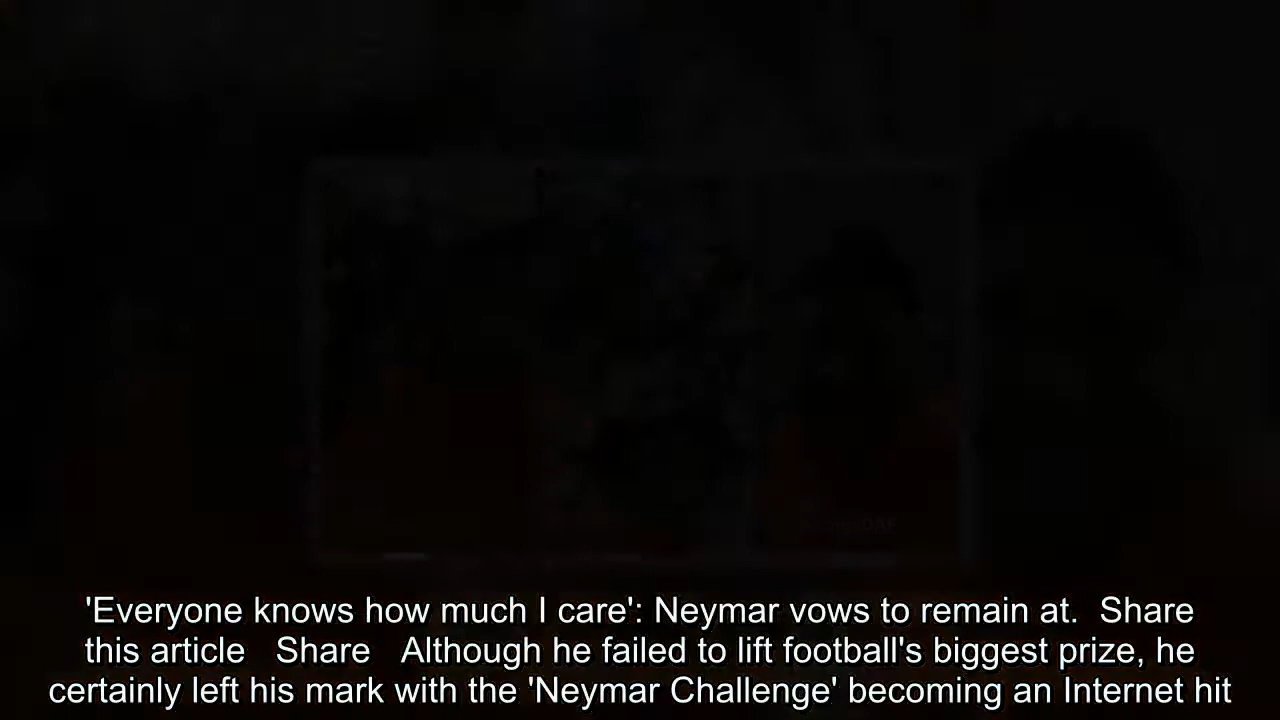 'Everyone knows how much I care': Neymar vows to remain at.  Share
this article   Share   Although he failed to lift football's biggest prize, he
certainly left his mark with the 'Neymar Challenge' becoming an Internet hit